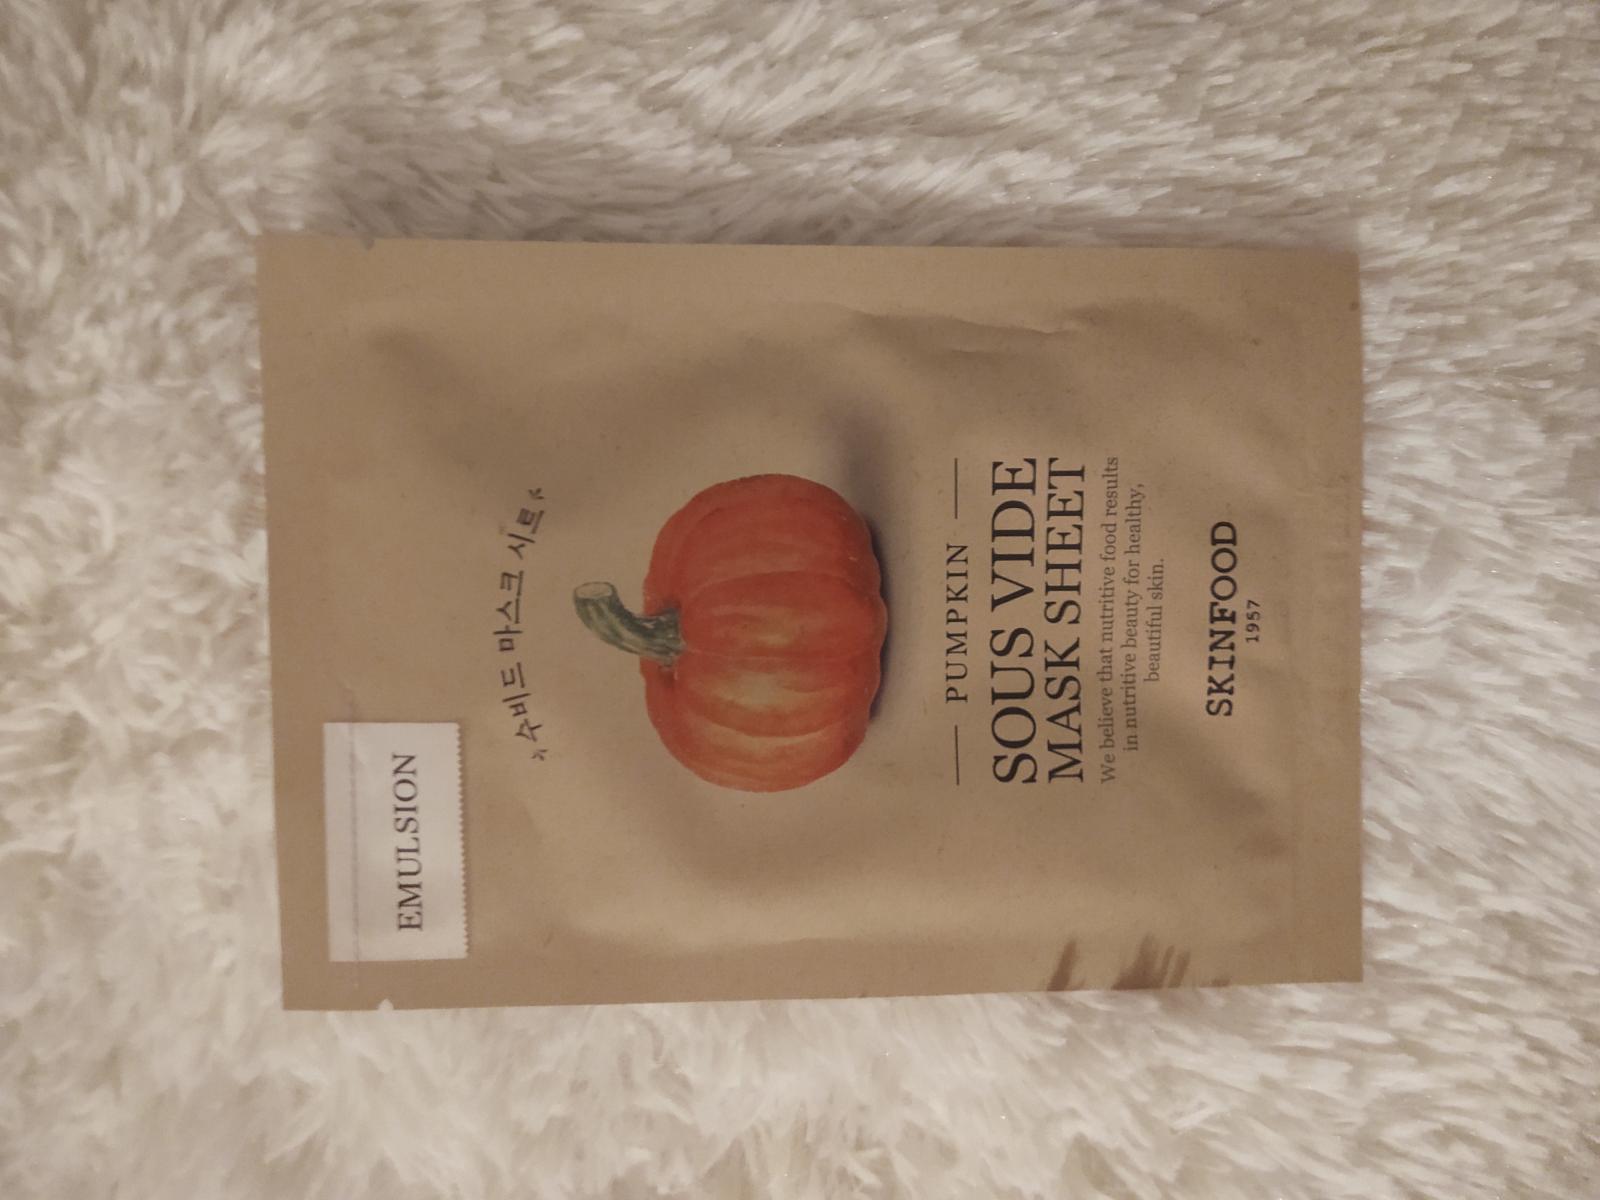 EMULSION
수비드 마스크 시트
PUMPKIN
SOUS VIDE
MASK SHEET
We believe that nutritive food results
in nutritive beauty for healthy,
beautiful skin.
SKINFOOD
1957